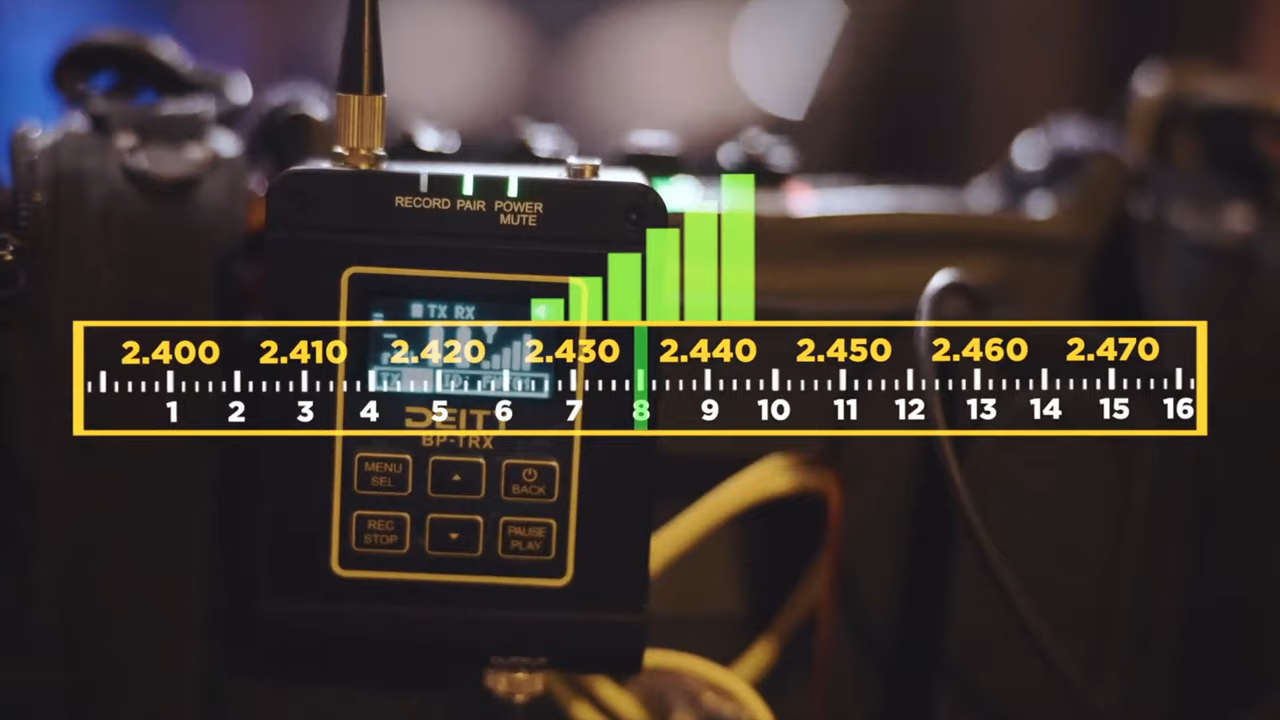 RECORD PAIR POWER
MUTE
TX RX
2.400 2.410 2.420 2.430 2.440 2.450 2.460 2.470
1 2 3 4 5 6 7 8 9 10 11 12 13 14 15 16
DEITY
BP-TRX
MENU
SEL
BACK
REC
STOP
PAUSE
PLAY